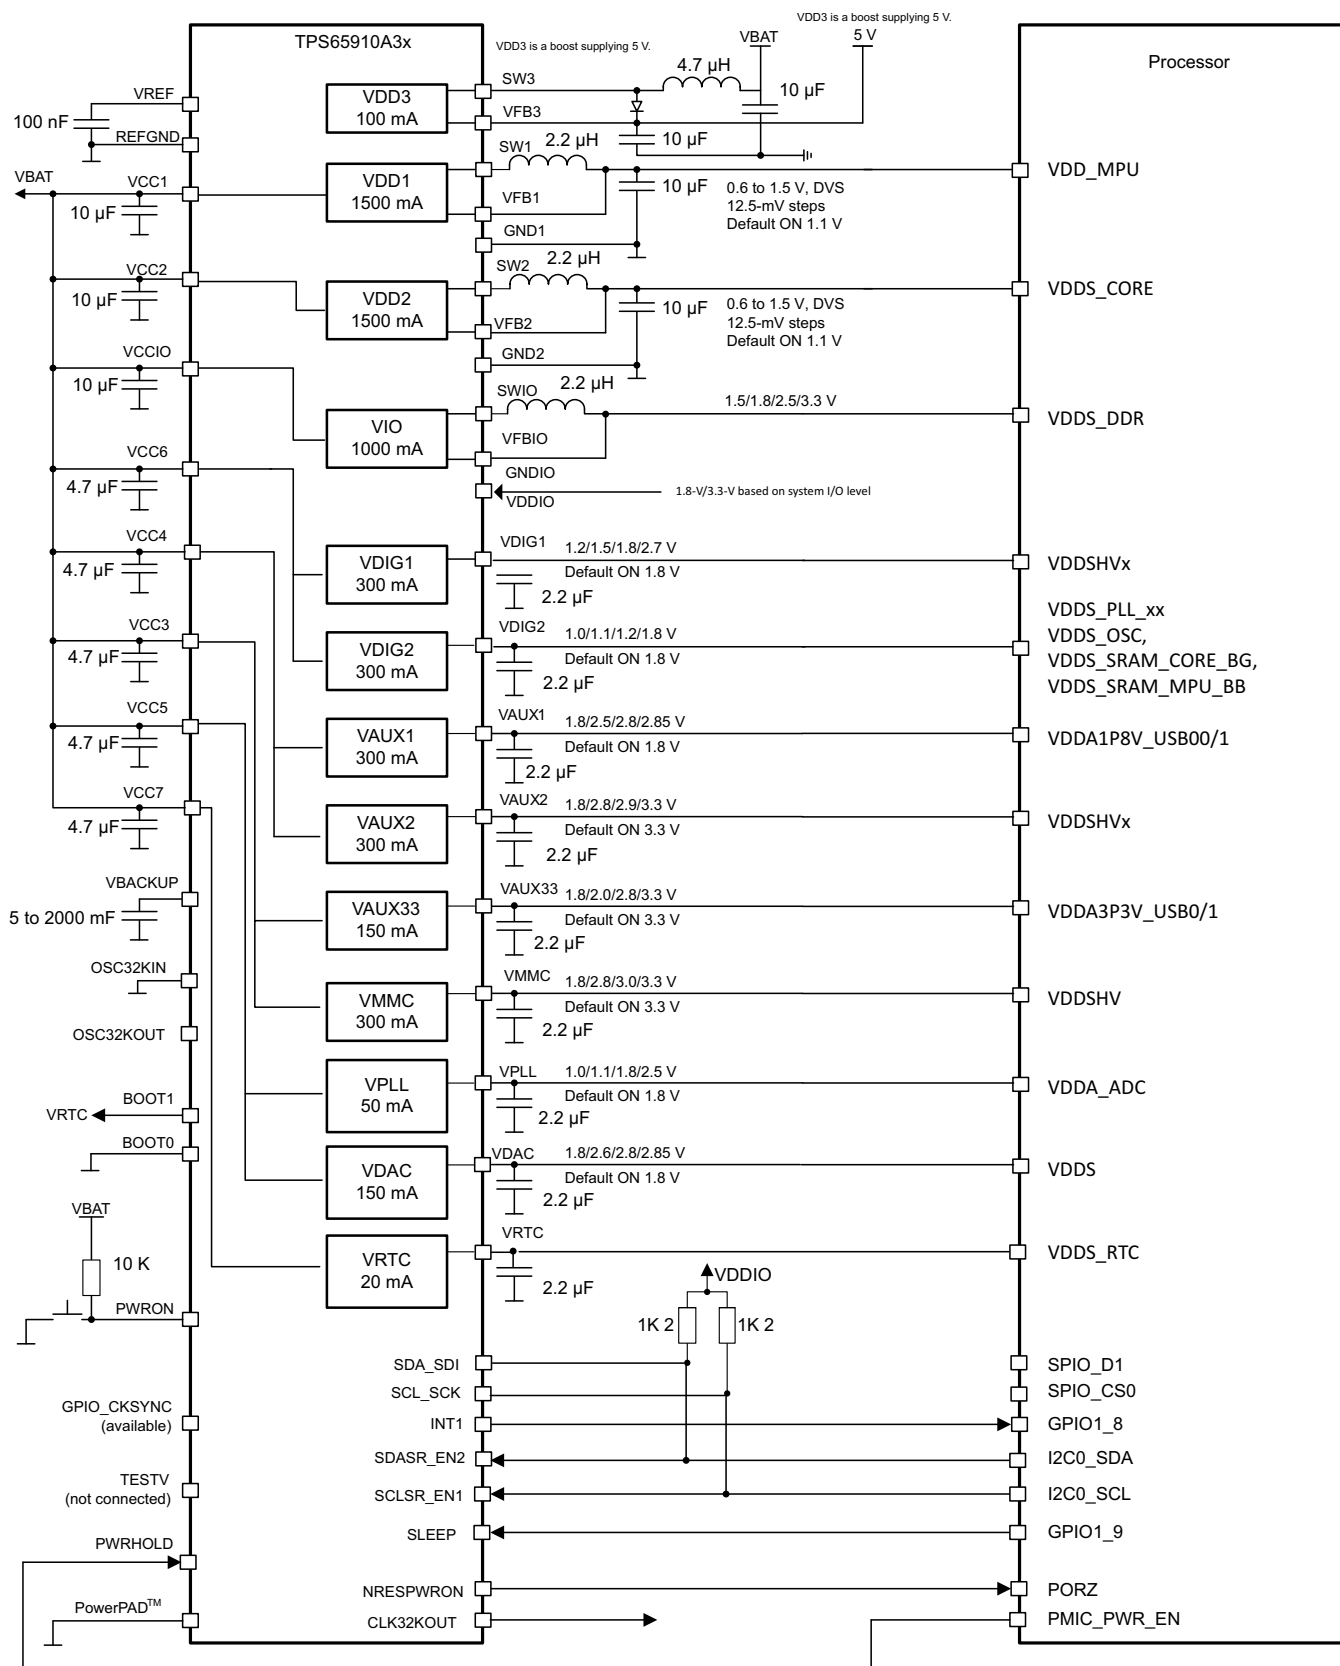 VDD3 is a boost supplying 5 V.
TPS65910A3x
VDD3 is a boost supplying 5 V.
VBAT
5 V
Processor
4.7 µH
SW3
VREF
VDD3
100 mA
10 µF
100 nF
VFB3
REFGND
10 µF
2.2 µH
SW1
VBAT
VCC1
VDD1
1500 mA
VDD_MPU
10 µF
0.6 to 1.5 V, DVS
12.5-mV steps
Default ON 1.1 V
10 µF
VFB1
GND1
2.2 µH
SW2
VCC2
10 µF
VDD2
1500 mA
VDDS_CORE
10 µF
0.6 to 1.5 V, DVS
12.5-mV steps
Default ON 1.1 V
VFB2
VCCIO
GND2
10 µF
2.2 µH
SWIO
1.5/1.8/2.5/3.3 V
VIO
1000 mA
VDDS_DDR
VFBIO
VCC6
GNDIO
4.7 µF
1.8-V/3.3-V based on system I/O level
VDDIO
VCC4
VDIG1
1.2/1.5/1.8/2.7 V
4.7 µF
VDIG1
300 mA
Default ON 1.8 V
VDDSHVx
2.2 µF
VDDS_PLL_xx
VDDS_OSC,
VDDS_SRAM_CORE_BG,
VDDS_SRAM_MPU_BB
VCC3
VDIG2
1.0/1.1/1.2/1.8 V
4.7 µF
VDIG2
300 mA
Default ON 1.8 V
2.2 µF
VCC5
VAUX1
1.8/2.5/2.8/2.85 V
4.7 µF
VAUX1
300 mA
Default ON 1.8 V
VDDA1P8V_USB00/1
2.2 µF
VCC7
VAUX2
1.8/2.8/2.9/3.3 V
4.7 µF
VAUX2
300 mA
Default ON 3.3 V
VDDSHVx
2.2 µF
VBACKUP
VAUX33
1.8/2.0/2.8/3.3 V
5 to 2000 mF
VAUX33
150 mA
Default ON 3.3 V
VDDA3P3V_USB0/1
2.2 µF
OSC32KIN
VMMC
1.8/2.8/3.0/3.3 V
VMMC
300 mA
Default ON 3.3 V
VDDSHV
2.2 µF
OSC32KOUT
VPLL
1.0/1.1/1.8/2.5 V
VPLL
50 mA
Default ON 1.8 V
VDDA_ADC
2.2 µF
BOOT1
VRTC
BOOT0
VDAC
1.8/2.6/2.8/2.85 V
VDAC
150 mA
Default ON 1.8 V
VDDS
2.2 µF
VBAT
VRTC
10 K
VRTC
20 mA
VDDS_RTC
2.2 µF
VDDIO
PWRON
1K 2
1K 2
SDA_SDI
SPIO_D1
SCL_SCK
SPIO_CS0
GPIO_CKSYNC
(available)
INT1
GPIO1_8
SDASR_EN2
I2C0_SDA
TESTV
(not connected)
SCLSR_EN1
I2C0_SCL
SLEEP
GPIO1_9
PWRHOLD
NRESPWRON
PORZ
PowerPAD™
CLK32KOUT
PMIC_PWR_EN